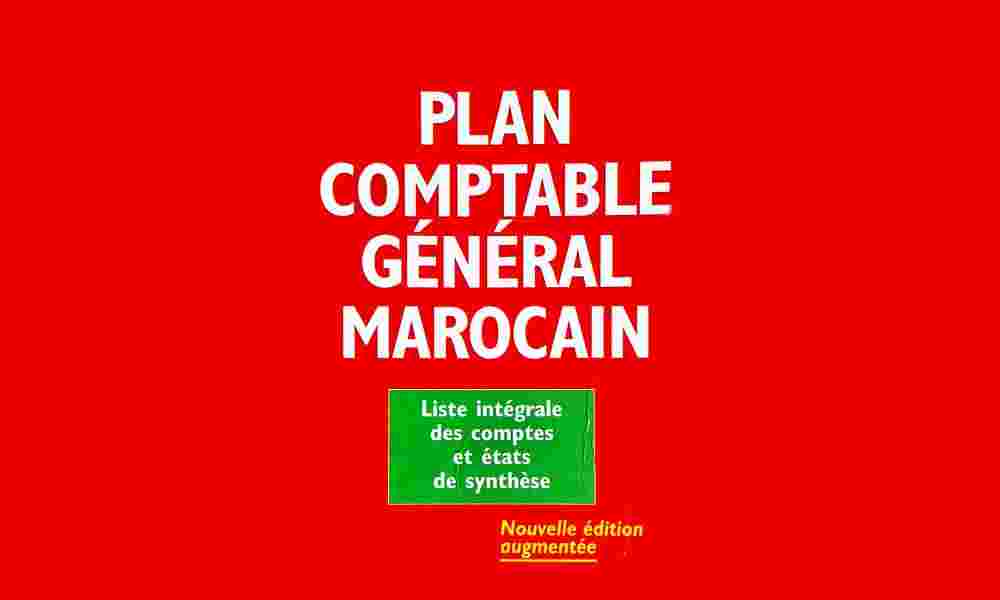 PLAN
COMPTABLE
GÉNÉRAL
MAROCAIN
Liste intégrale
des comptes
et états
de synthèse
Nouvelle édition
augmentée